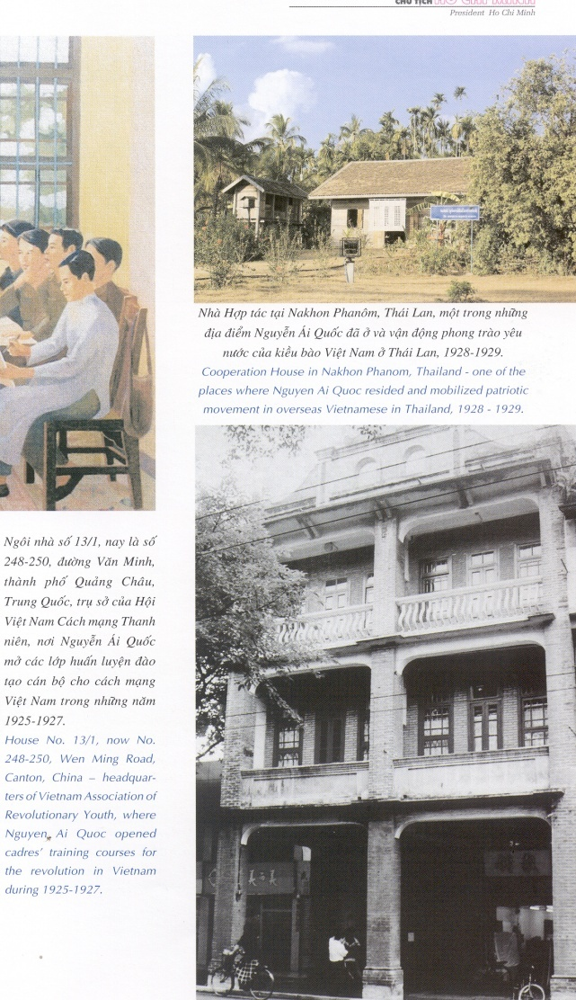 CHỦ TỊCH HỒ CHÍ MINH
President Ho Chi Minh
Nhà Hợp tác tại Nakhon Phanôm, Thái Lan, một trong những
địa điểm Nguyễn Ái Quốc đã ở và vận động phong trào yêu
nước của kiều bào Việt Nam ở Thái Lan, 1928-1929.
Cooperation House in Nakhon Phanom, Thailand - one of the
places where Nguyen Ai Quoc resided and mobilized patriotic
movement in overseas Vietnamese in Thailand, 1928 - 1929.
Ngôi nhà số 13/1, nay là số
248-250, đường Văn Minh,
thành phố Quảng Châu,
Trung Quốc, trụ sở của Hội
Việt Nam Cách mạng Thanh
niên, nơi Nguyễn Ái Quốc
mở các lớp huấn luyện đào
tạo cán bộ cho cách mạng
Việt Nam trong những năm
1925-1927.
House No. 13/1, now No.
248-250, Wen Ming Road,
Canton, China – headquar-
ters of Vietnam Association of
Revolutionary Youth, where
Nguyen Ai Quoc opened
cadres' training courses for
the revolution in Vietnam
during 1925-1927.